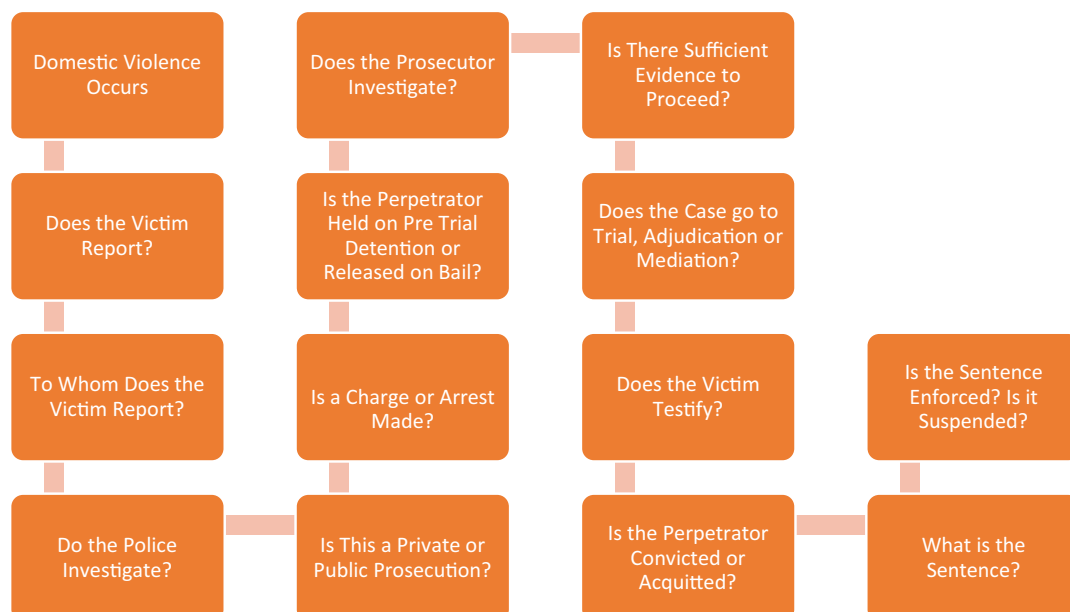 Domestic Violence
Occurs
Does the Victim
Report?
To Whom Does the
Victim Report?
Do the Police
Investigate?
Is This a Private or
Public Prosecution?
Is a Charge or Arrest
Made?
Is the Perpetrator
Held on Pre Trial
Detention or
Released on Bail?
Does the Prosecutor
Investigate?
Is There Sufficient
Evidence to
Proceed?
Does the Case go to
Trial, Adjudication or
Mediation?
Does the Victim
Testify?
Is the Perpetrator
Convicted or
Acquitted?
What is the
Sentence?
Is the Sentence
Enforced? Is it
Suspended?